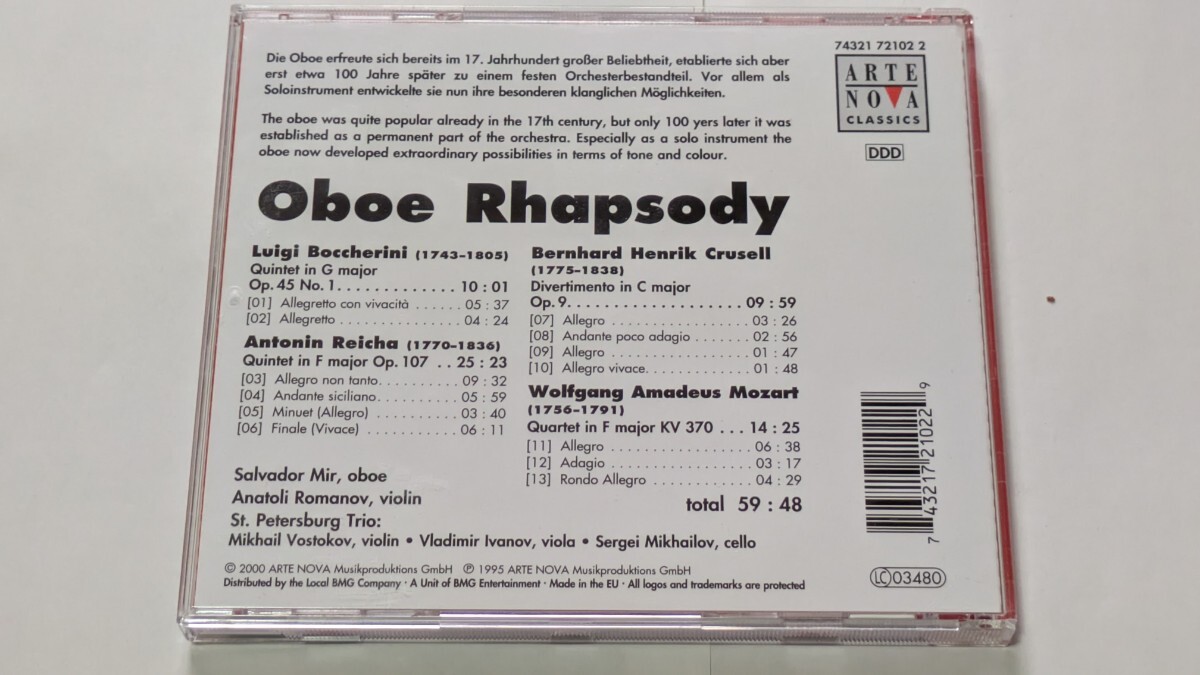 Die Oboe erfreute sich bereits im 17. Jahrhundert großer Beliebtheit, etablierte sich aber
erst etwa 100 Jahre später zu einem festen Orchesterbestandteil. Vor allem als
Soloinstrument entwickelte sie nun ihre besonderen klanglichen Möglichkeiten.
The oboe was quite popular already in the 17th century, but only 100 yers later it was
established as a permanent part of the orchestra. Especially as a solo instrument the
oboe now developed extraordinary possibilities in terms of tone and colour.
74321 72102 2
ARTE
NOVA
CLASSICS
DDD
Oboe Rhapsody
Luigi Boccherini (1743–1805)
Quintet in G major
Op. 45 No. 1. . . . . . . . . . . . . 10 : 01
[01] Allegretto con vivacità . . . . . . 05 : 37
[02] Allegretto . . . . . . . . . . . . . . . 04 : 24
Antonin Reicha (1770–1836)
Quintet in F major Op. 107 . . 25 : 23
[03] Allegro non tanto. . . . . . . . . . 09 : 32
[04] Andante siciliano. . . . . . . . . . 05 : 59
[05] Minuet (Allegro) . . . . . . . . . . 03 : 40
[06] Finale (Vivace) . . . . . . . . . . . 06 : 11
Bernhard Henrik Crusell
(1775–1838)
Divertimento in C major
Op. 9. . . . . . . . . . . . . . . . . . . 09 : 59
[07] Allegro . . . . . . . . . . . . . . . . . 03 : 26
[08] Andante poco adagio . . . . . . . 02 : 56
[09] Allegro . . . . . . . . . . . . . . . . . 01 : 47
[10] Allegro vivace. . . . . . . . . . . . . 01 : 48
Wolfgang Amadeus Mozart
(1756–1791)
Quartet in F major KV 370 . . . 14 : 25
[11] Allegro . . . . . . . . . . . . . . . . . 06 : 38
[12] Adagio . . . . . . . . . . . . . . . . . 03 : 17
[13] Rondo Allegro . . . . . . . . . . . . 04 : 29
total 59 : 48
Salvador Mir, oboe
Anatoli Romanov, violin
St. Petersburg Trio:
Mikhail Vostokov, violin • Vladimir Ivanov, viola • Sergei Mikhailov, cello
© 2000 ARTE NOVA Musikproduktions GmbH ℗ 1995 ARTE NOVA Musikproduktions GmbH
Distributed by the Local BMG Company · A Unit of BMG Entertainment · Made in the EU · All logos and trademarks are protected
7 43217 21022 9
LC 03480